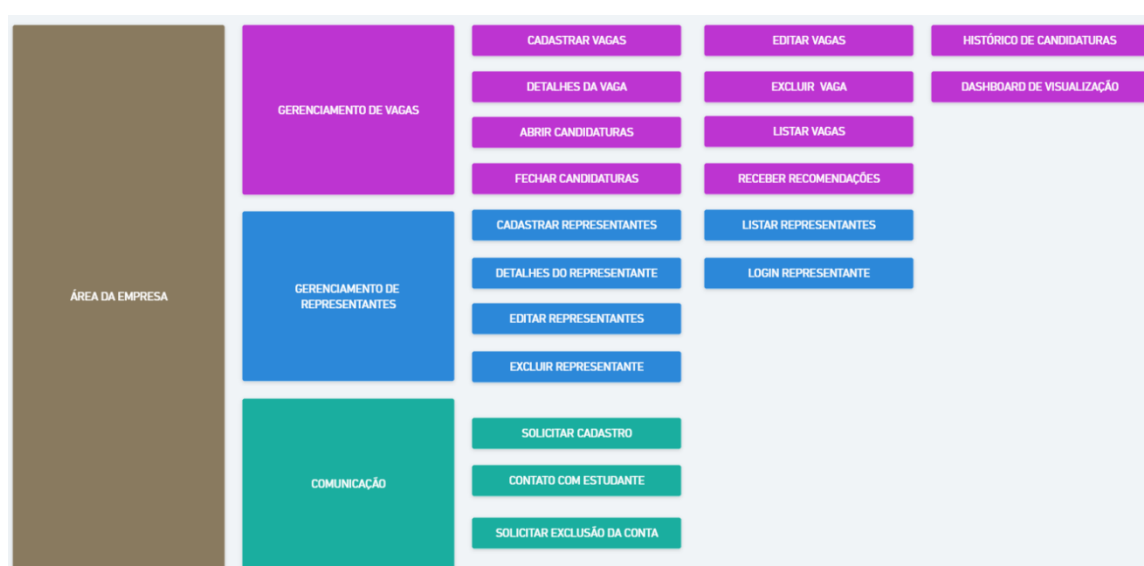 ÁREA DA EMPRESA
GERENCIAMENTO DE VAGAS
CADASTRAR VAGAS
EDITAR VAGAS
HISTÓRICO DE CANDIDATURAS
DETALHES DA VAGA
EXCLUIR VAGA
DASHBOARD DE VISUALIZAÇÃO
ABRIR CANDIDATURAS
LISTAR VAGAS
FECHAR CANDIDATURAS
RECEBER RECOMENDAÇÕES
GERENCIAMENTO DE
REPRESENTANTES
CADASTRAR REPRESENTANTES
LISTAR REPRESENTANTES
DETALHES DO REPRESENTANTE
LOGIN REPRESENTANTE
EDITAR REPRESENTANTES
EXCLUIR REPRESENTANTE
COMUNICAÇÃO
SOLICITAR CADASTRO
CONTATO COM ESTUDANTE
SOLICITAR EXCLUSÃO DA CONTA